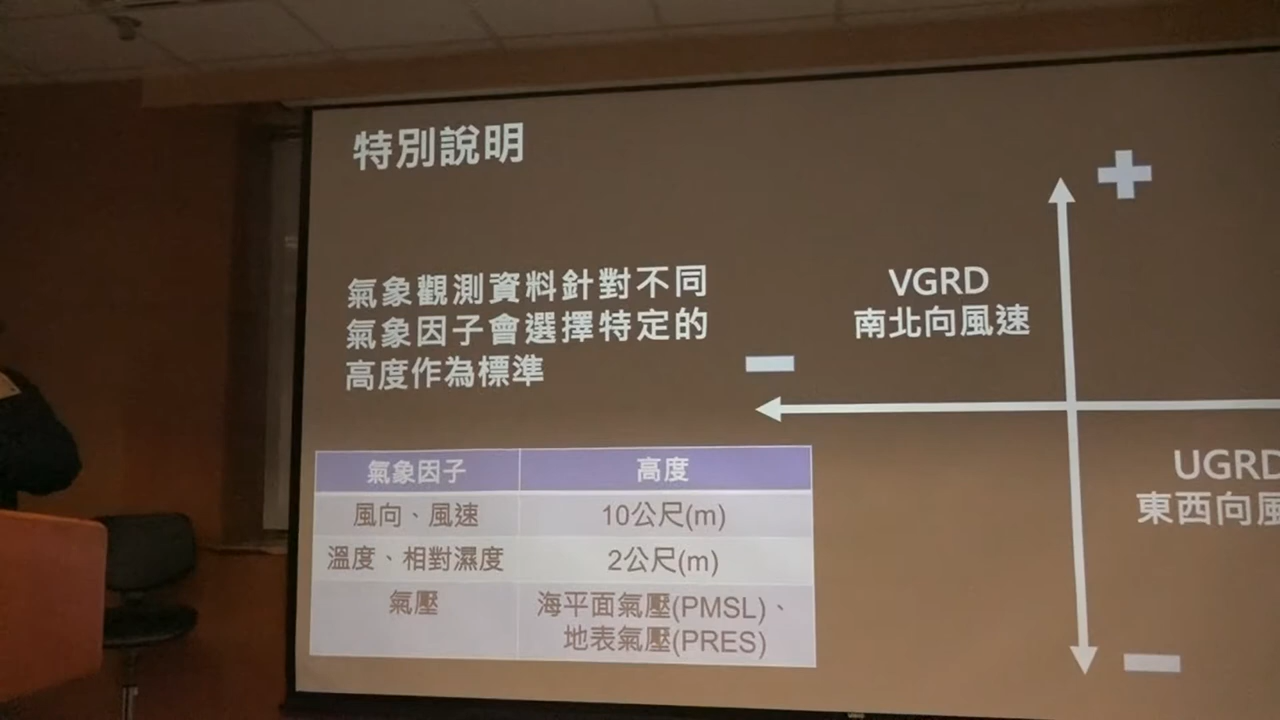 特別說明
氣象觀測資料針對不同
氣象因子會選擇特定的
高度作為標準
氣象因子 高度
風向、風速 10公尺(m)
溫度、相對濕度 2公尺(m)
氣壓 海平面氣壓(PMSL)、
地表氣壓(PRES)
+
VGRD
南北向風速
-
UGRD
東西向風
-